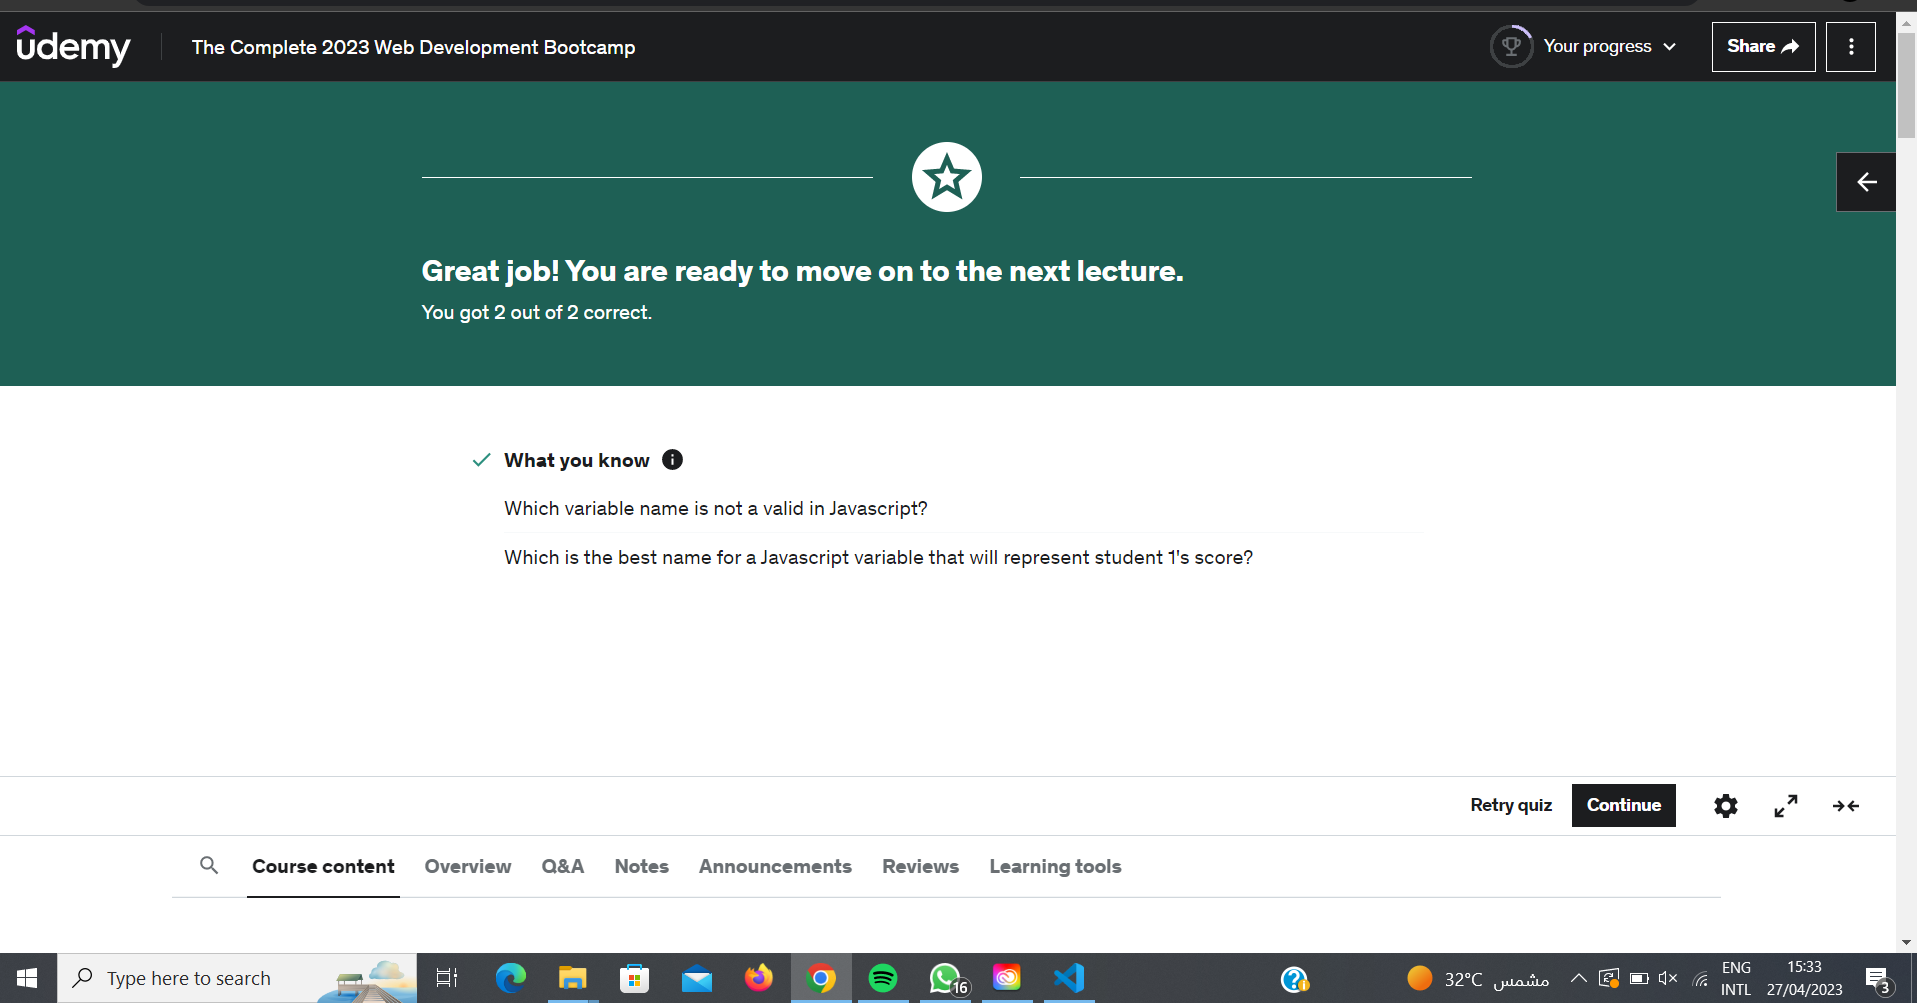 udemy
The Complete 2023 Web Development Bootcamp
Your progress
Share
Great job! You are ready to move on to the next lecture.
You got 2 out of 2 correct.
What you know
Which variable name is not a valid in Javascript?
Which is the best name for a Javascript variable that will represent student 1's score?
Retry quiz
Continue
Course content
Overview
Q&A
Notes
Announcements
Reviews
Learning tools
Type here to search
16
32°C مشمس
ENG
INTL
15:33
27/04/2023
3